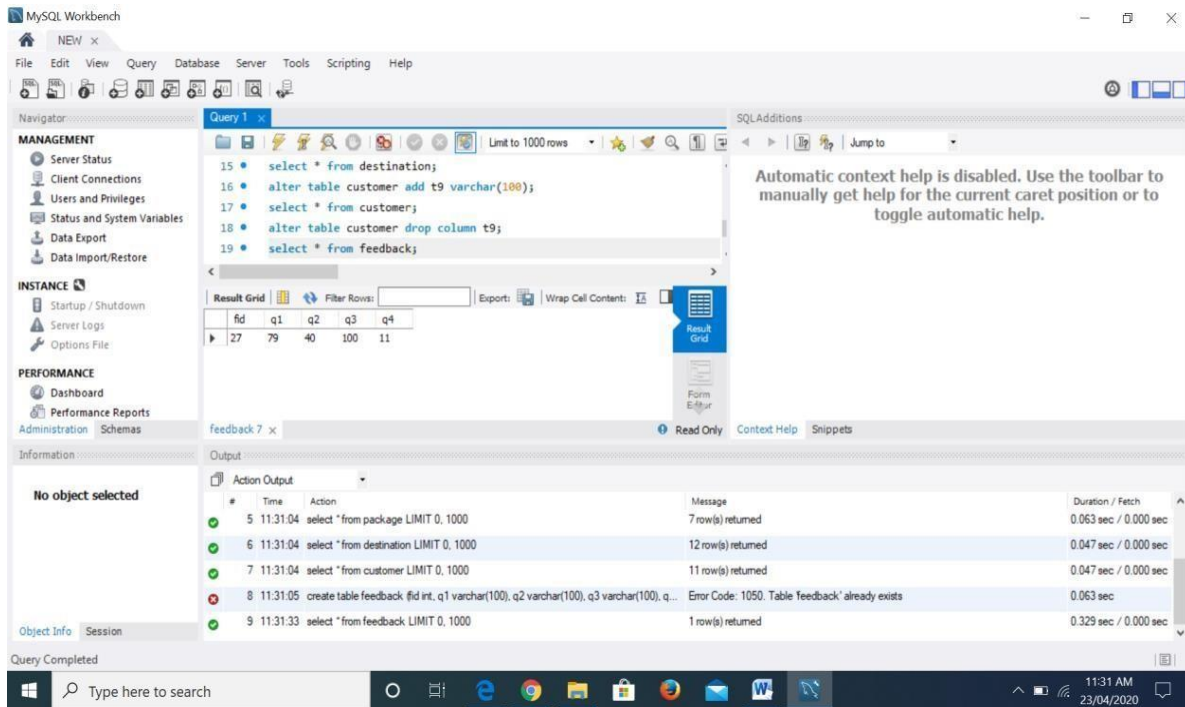 MySQL Workbench
NEW
File Edit View Query Database Server Tools Scripting Help
Navigator
MANAGEMENT
Server Status
Client Connections
Users and Privileges
Status and System Variables
Data Export
Data Import/Restore
INSTANCE
Startup / Shutdown
Server Logs
Options File
PERFORMANCE
Dashboard
Performance Reports
Administration Schemas
Query 1
Limit to 1000 rows
15 select * from destination;
16 alter table customer add t9 varchar(100);
17 select * from customer;
18 alter table customer drop column t9;
19 select * from feedback;
Result Grid Filter Rows: Export: Wrap Cell Content:
fid q1 q2 q3 q4
27 79 40 100 11
Result Grid
Form Editor
feedback 7 Read Only
SQLAdditions
Jump to
Automatic context help is disabled. Use the toolbar to
manually get help for the current caret position or to
toggle automatic help.
Context Help Snippets
Information
No object selected
Object Info Session
Output
Action Output
# Time Action Message Duration / Fetch
5 11:31:04 select * from package LIMIT 0, 1000 7 row(s) returned 0.063 sec / 0.000 sec
6 11:31:04 select * from destination LIMIT 0, 1000 12 row(s) returned 0.047 sec / 0.000 sec
7 11:31:04 select * from customer LIMIT 0, 1000 11 row(s) returned 0.047 sec / 0.000 sec
8 11:31:05 create table feedback (fid int, q1 varchar(100), q2 varchar(100), q3 varchar(100), q... Error Code: 1050. Table 'feedback' already exists 0.063 sec
9 11:31:33 select * from feedback LIMIT 0, 1000 1 row(s) returned 0.329 sec / 0.000 sec
Query Completed
Type here to search
11:31 AM
23/04/2020